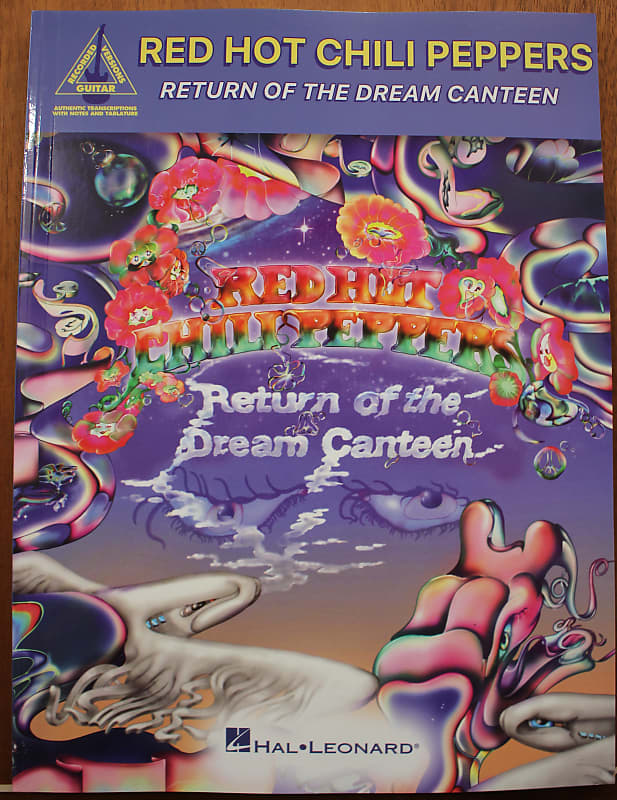 RECORDED
VERSIONS
GUITAR
AUTHENTIC TRANSCRIPTIONS
WITH NOTES AND TABLATURE
RED HOT CHILI PEPPERS
RETURN OF THE DREAM CANTEEN
RED HOT
CHILI PEPPERS
Return of the
Dream Canteen
HAL•LEONARD®